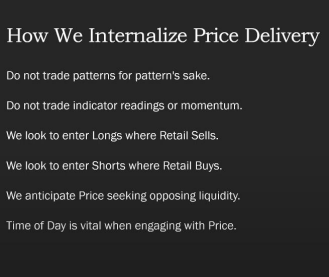 How We Internalize Price Delivery
Do not trade patterns for pattern's sake.
Do not trade indicator readings or momentum.
We look to enter Longs where Retail Sells.
We look to enter Shorts where Retail Buys.
We anticipate Price seeking opposing liquidity.
Time of Day is vital when engaging with Price.